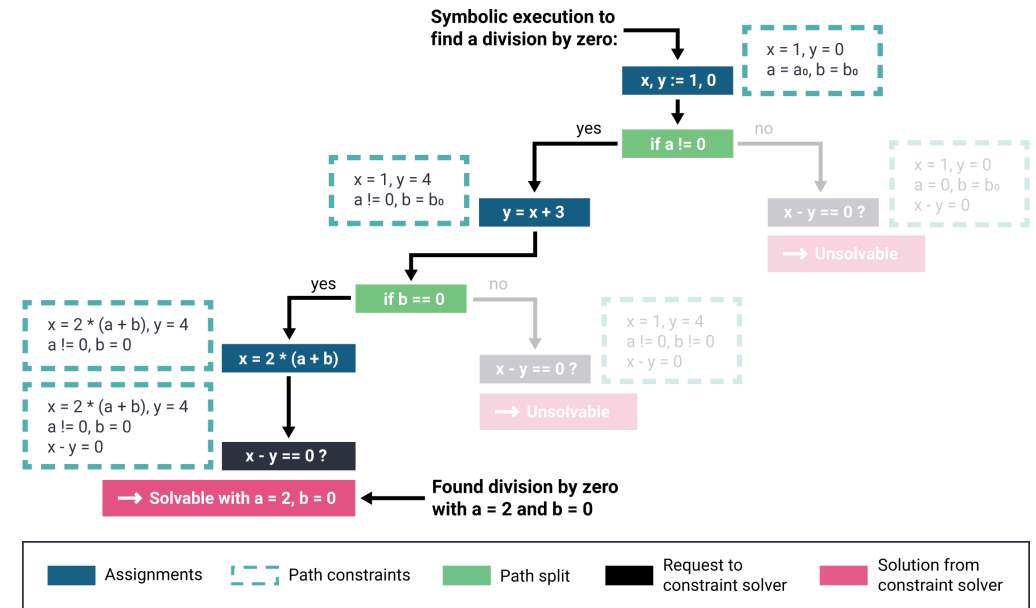 Symbolic execution to
find a division by zero:
x = 1, y = 0
a = a₀, b = b₀
x, y := 1, 0
yes
if a != 0
no
x = 1, y = 4
a != 0, b = b₀
y = x + 3
x = 1, y = 0
a = 0, b = b₀
x - y = 0
x - y == 0 ?
→ Unsolvable
yes
if b == 0
no
x = 2 * (a + b), y = 4
a != 0, b = 0
x = 2 * (a + b)
x = 1, y = 4
a != 0, b != 0
x - y = 0
x - y == 0 ?
→ Unsolvable
x = 2 * (a + b), y = 4
a != 0, b = 0
x - y = 0
x - y == 0 ?
→ Solvable with a = 2, b = 0
Found division by zero
with a = 2 and b = 0
Assignments
Path constraints
Path split
Request to
constraint solver
Solution from
constraint solver